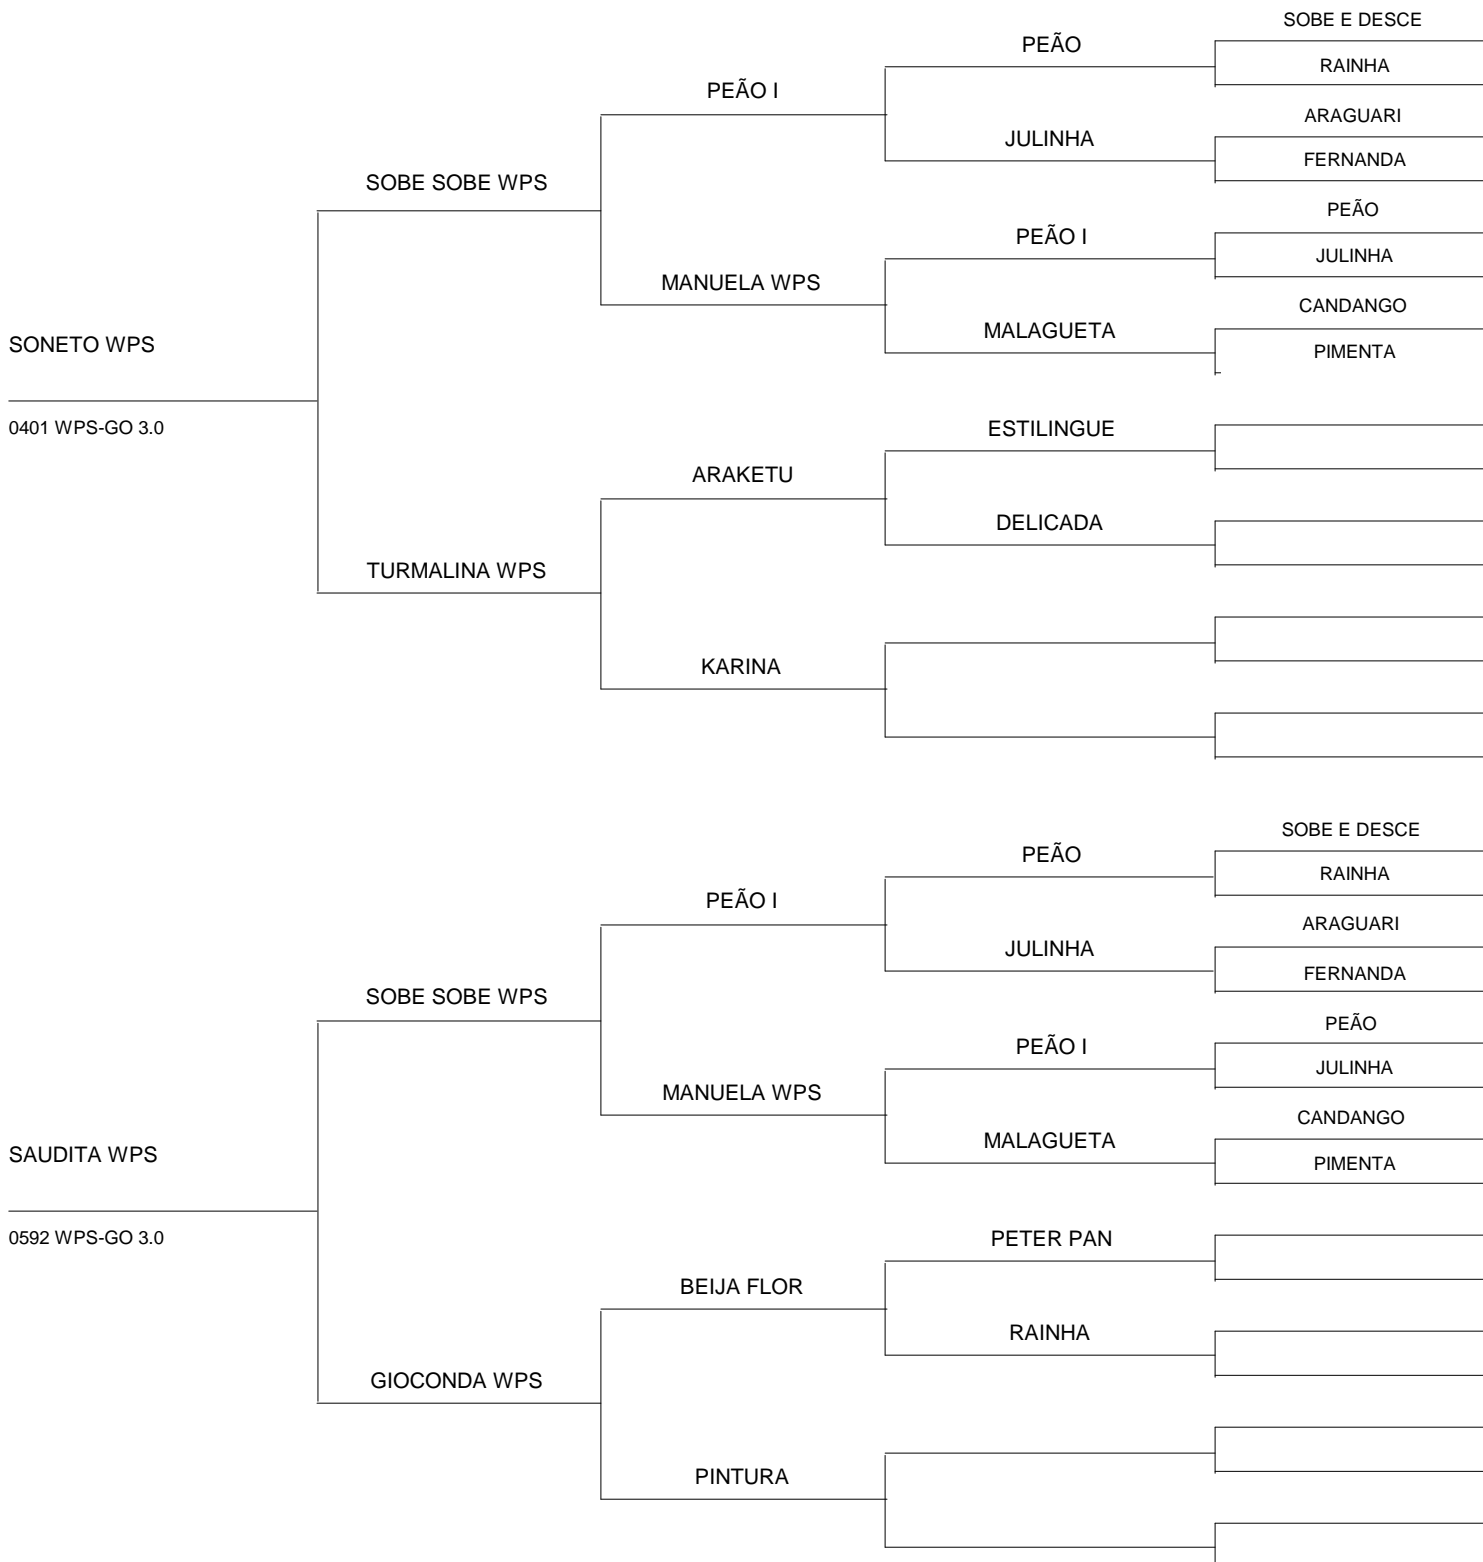 SOBE E DESCE
PEÃO
RAINHA
PEÃO I
ARAGUARI
JULINHA
FERNANDA
SOBE SOBE WPS
PEÃO
PEÃO I
JULINHA
MANUELA WPS
CANDANGO
MALAGUETA
SONETO WPS
PIMENTA
0401 WPS-GO 3.0
ESTILINGUE
ARAKETU
DELICADA
TURMALINA WPS
KARINA
SOBE E DESCE
PEÃO
RAINHA
PEÃO I
ARAGUARI
JULINHA
FERNANDA
SOBE SOBE WPS
PEÃO
PEÃO I
JULINHA
MANUELA WPS
CANDANGO
MALAGUETA
SAUDITA WPS
PIMENTA
0592 WPS-GO 3.0
PETER PAN
BEIJA FLOR
RAINHA
GIOCONDA WPS
PINTURA